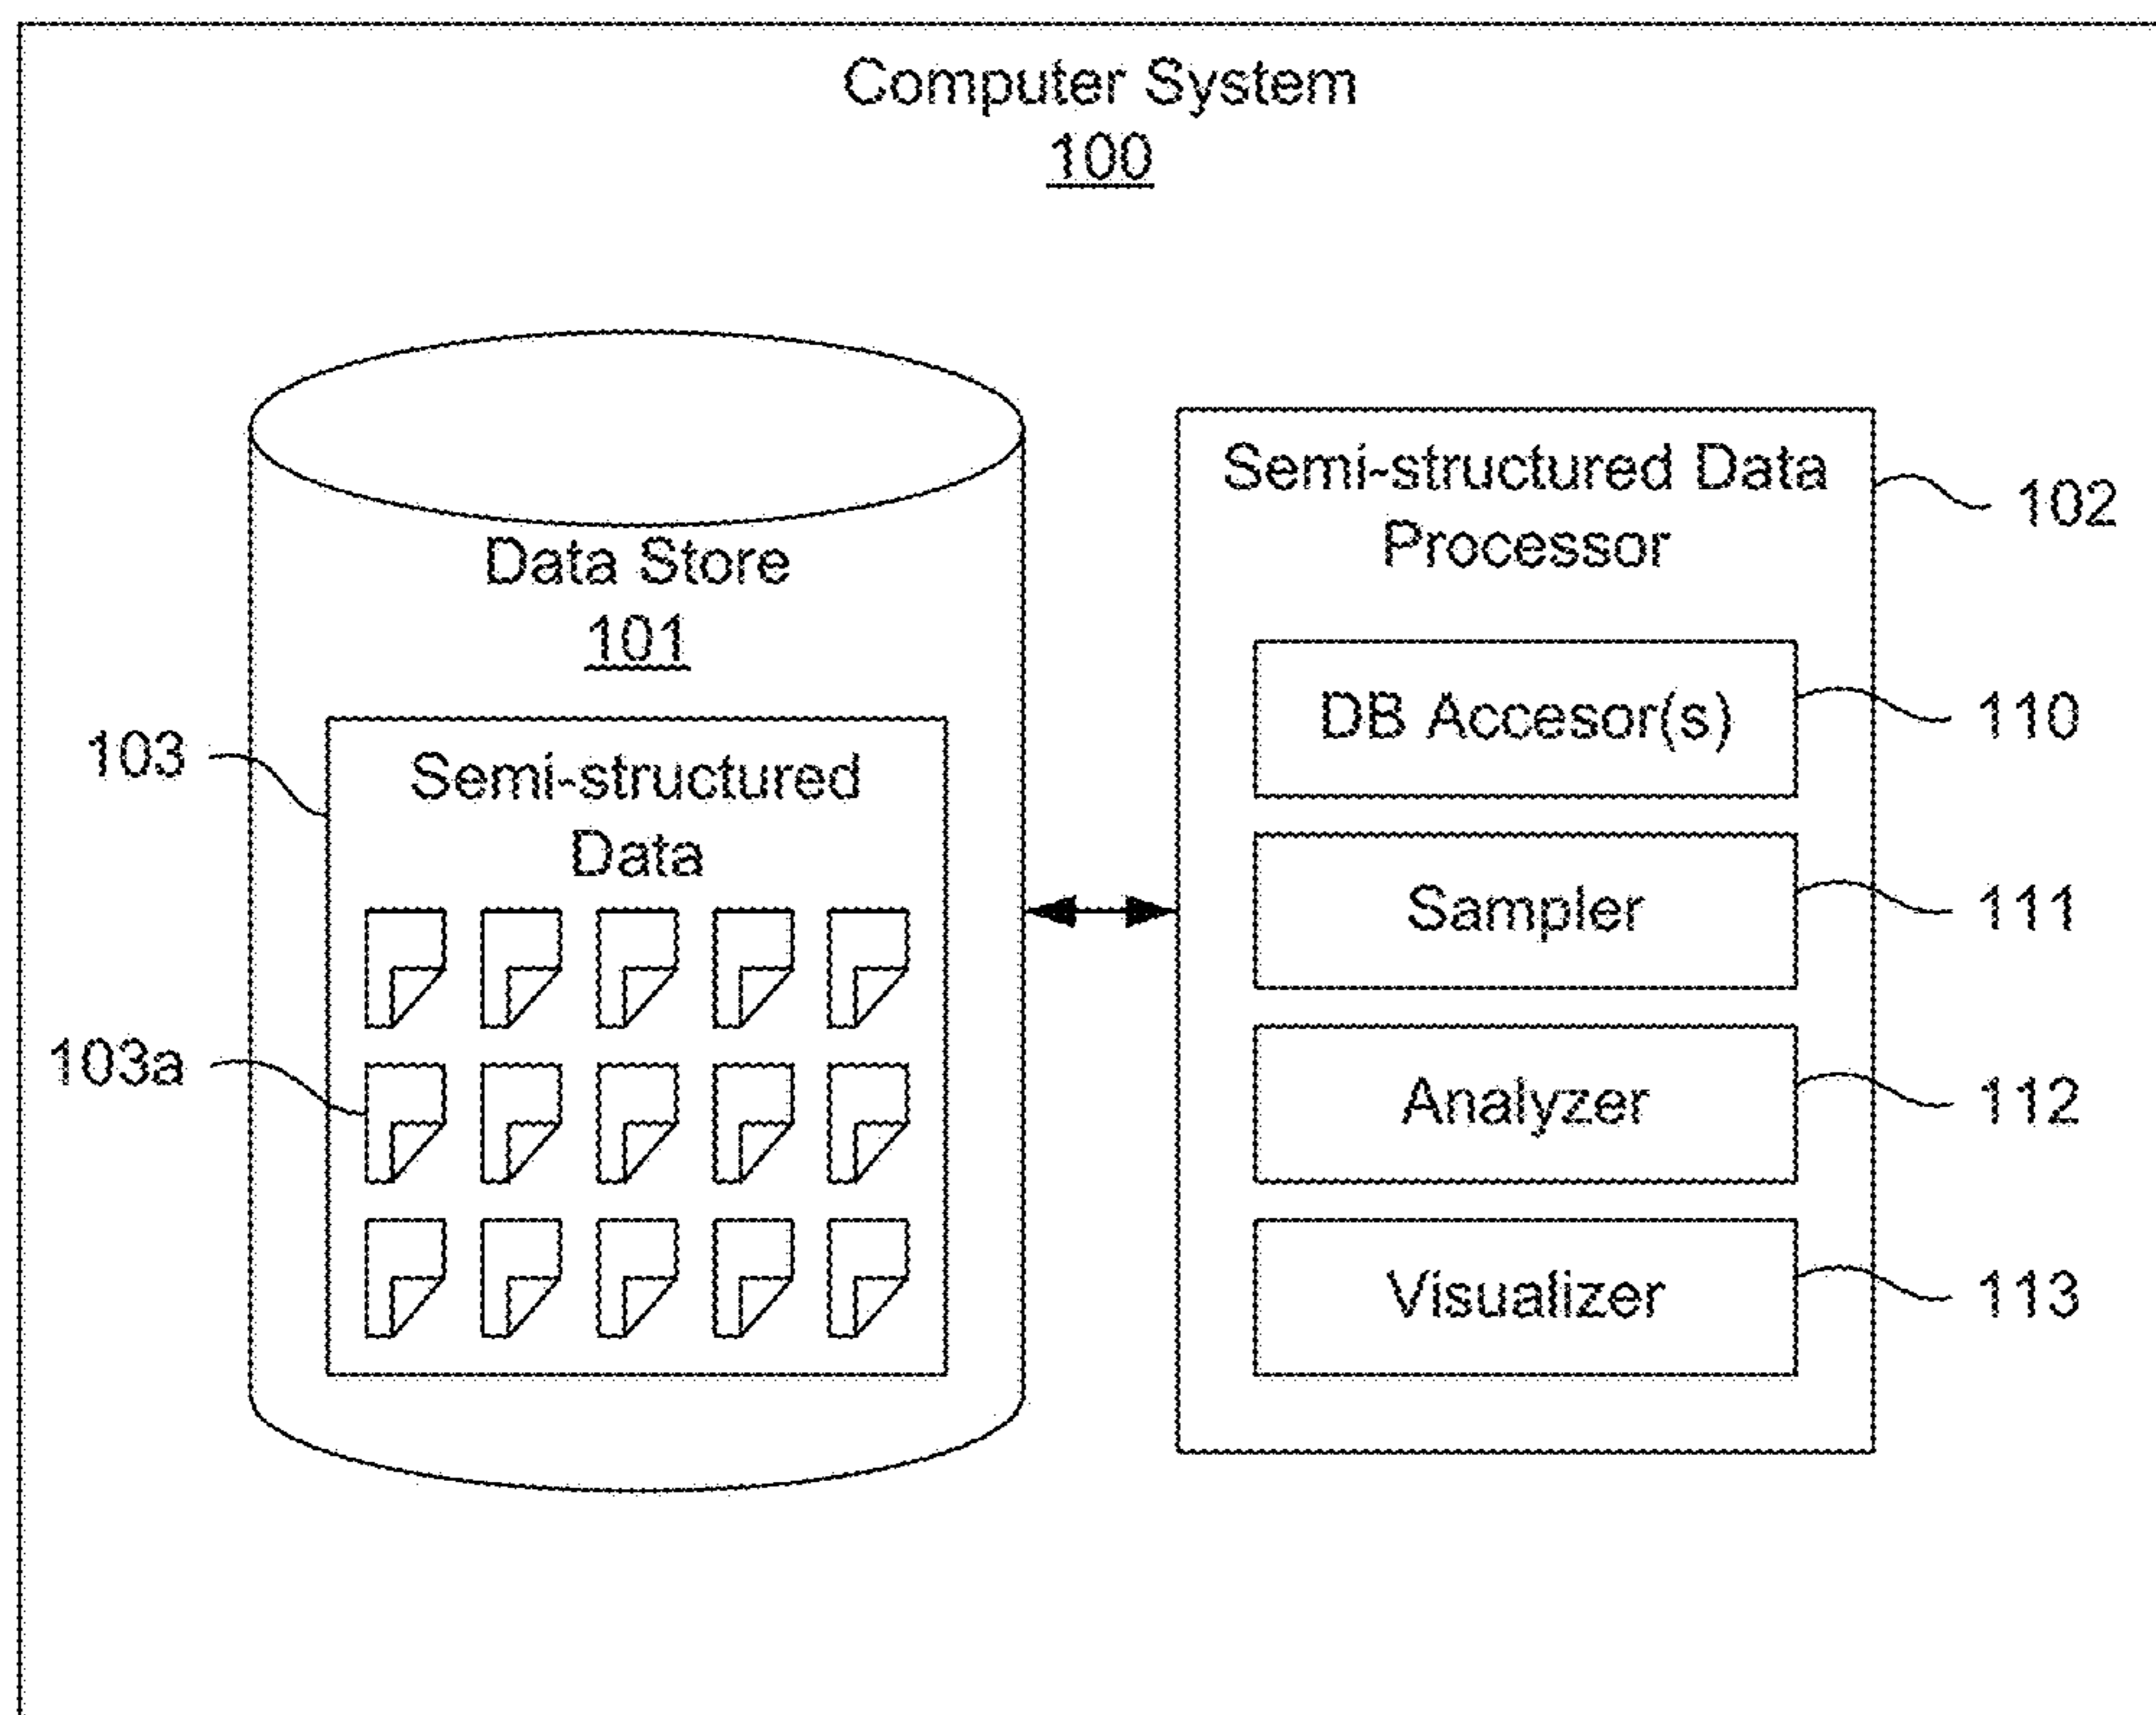 Computer System
100
Data Store
101
103
Semi-structured
Data
103a
Semi-structured Data
Processor
102
DB Accesor(s)
110
Sampler
111
Analyzer
112
Visualizer
113